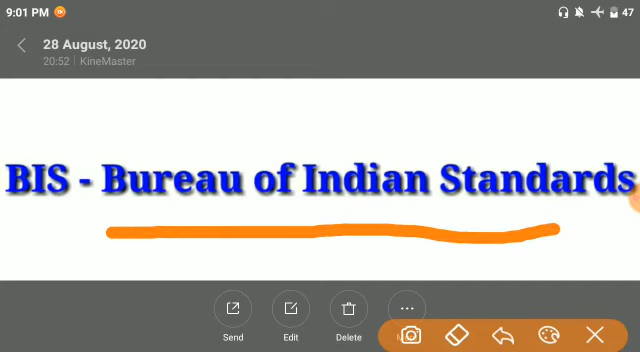 9:01 PM
47
28 August, 2020
20:52 | KineMaster
BIS - Bureau of Indian Standards
Send
Edit
Delete